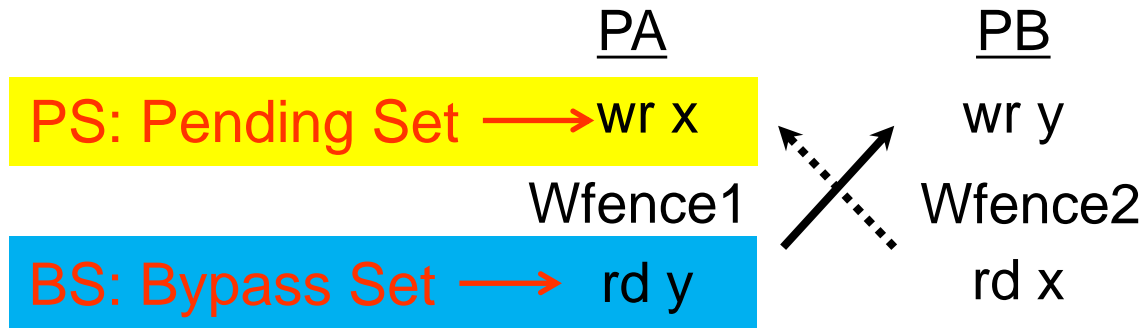 PA PB
PS: Pending Set wr x wr y
Wfence1 Wfence2
BS: Bypass Set rd y rd x